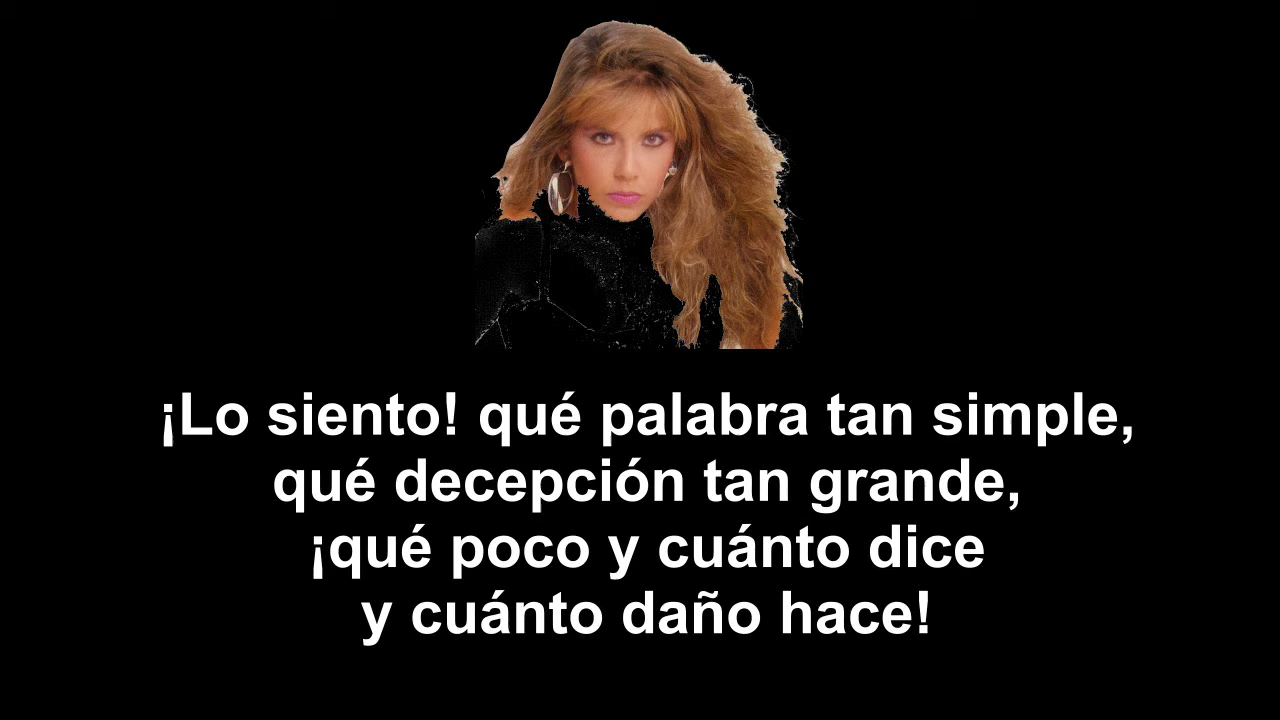 ¡Lo siento! qué palabra tan simple,
qué decepción tan grande,
¡qué poco y cuánto dice
y cuánto daño hace!